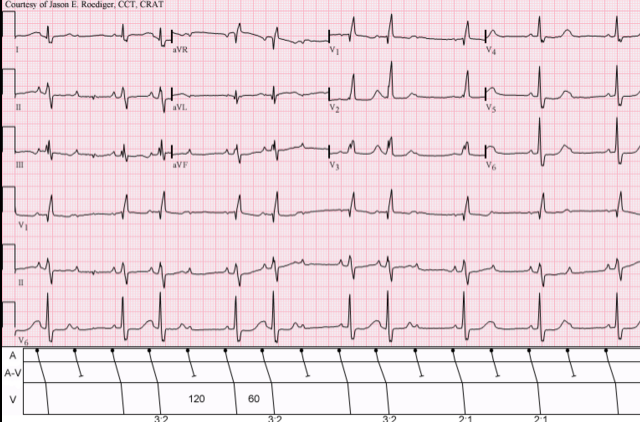 Courtesy of Jason E. Roediger, CCT, CRAT
I aVR V1 V4
II aVL V2 V5
III aVF V3 V6
V1
II
V6
A
A-V
V 120 60
3:2 3:2 3:2 2:1 2:1